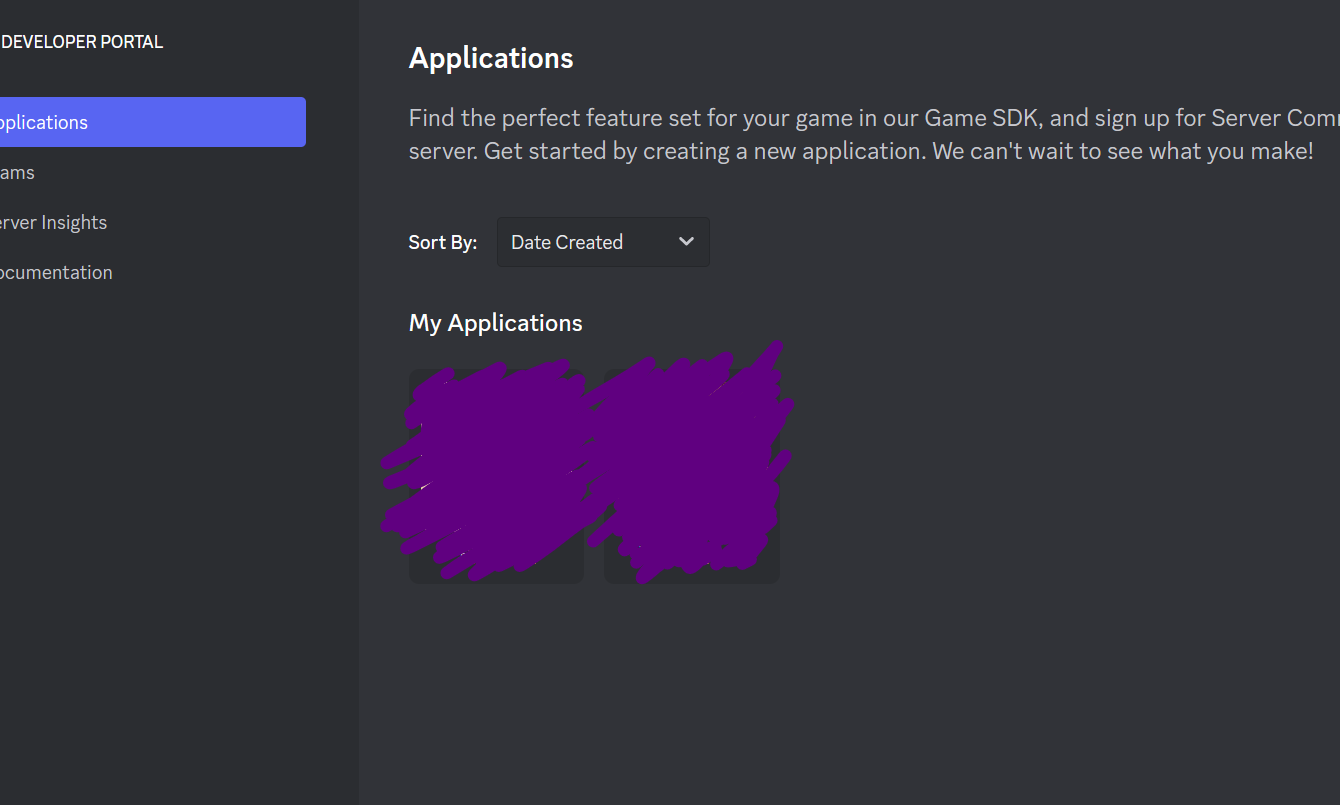 DEVELOPER PORTAL
Applications
Find the perfect feature set for your game in our Game SDK, and sign up for Server
server. Get started by creating a new application. We can't wait to see what you make!
pplications
ams
erver Insights
ocumentation
Sort By: Date Created
My Applications